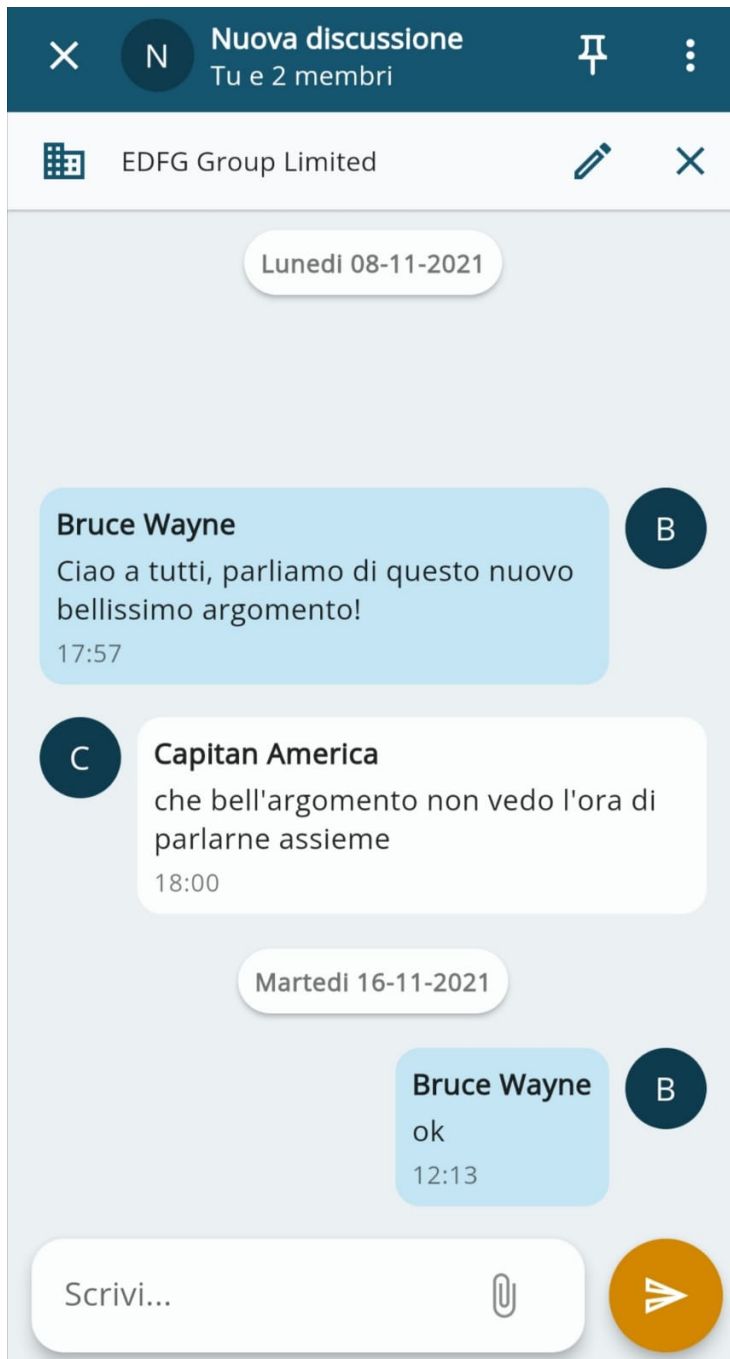 N
Nuova discussione
Tu e 2 membri
EDFG Group Limited
Lunedi 08-11-2021
Bruce Wayne
B
Ciao a tutti, parliamo di questo nuovo
bellissimo argomento!
17:57
C
Capitan America
che bell'argomento non vedo l'ora di
parlarne assieme
18:00
Martedi 16-11-2021
Bruce Wayne
B
ok
12:13
Scrivi...